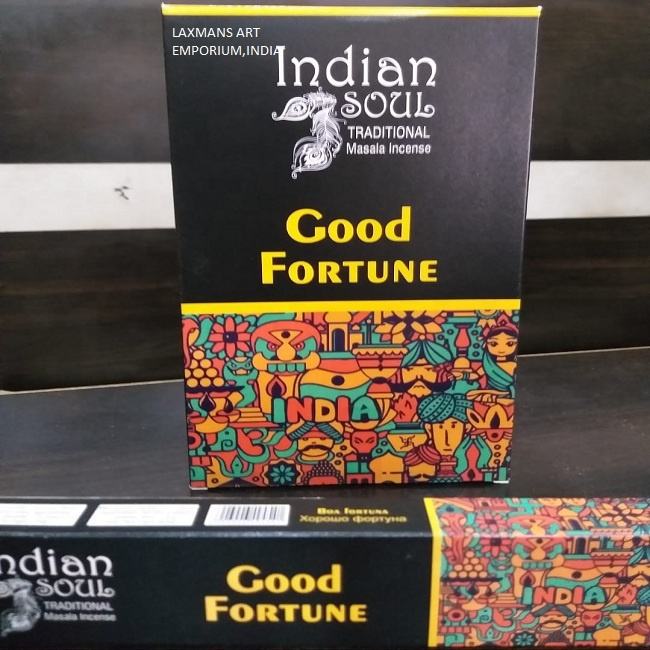 LAXMANS ART
EMPORIUM,INDIA
Indian
SOUL
TRADITIONAL
Masala Incense
Good
FORTUNE
INDIA
BOA FORTUNA
Хорошо фортуна
ndian
SOUL
TRADITIONAL
Masala Incense
Good
FORTUNE
INDIA